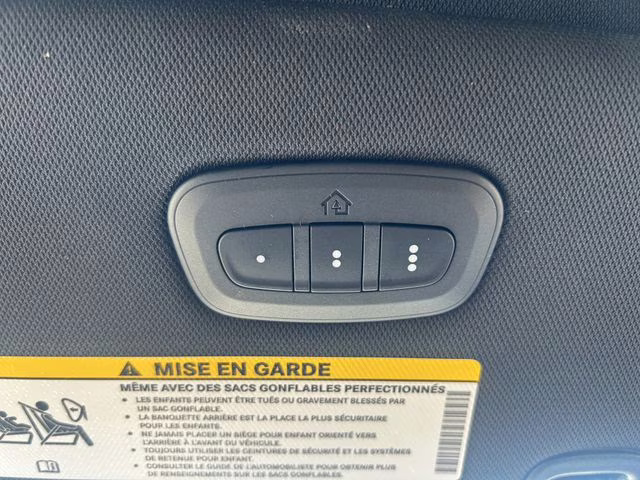 MISE EN GARDE
MÊME AVEC DES SACS GONFLABLES PERFECTIONNÉS
• LES ENFANTS PEUVENT ÊTRE TUÉS OU GRAVEMENT BLESSÉS PAR
UN SAC GONFLABLE.
• LA BANQUETTE ARRIÈRE EST LA PLACE LA PLUS SÉCURITAIRE
POUR LES ENFANTS.
• NE JAMAIS PLACER UN SIÈGE POUR ENFANT ORIENTÉ VERS
L'ARRIÈRE À L'AVANT DU VÉHICULE.
• TOUJOURS UTILISER LES CEINTURES DE SÉCURITÉ ET LES SYSTÈMES
DE RETENUE POUR ENFANT.
• CONSULTER LE GUIDE DE L'AUTOMOBILISTE POUR OBTENIR PLUS
DE RENSEIGNEMENTS SUR LES SACS GONFLABLES.